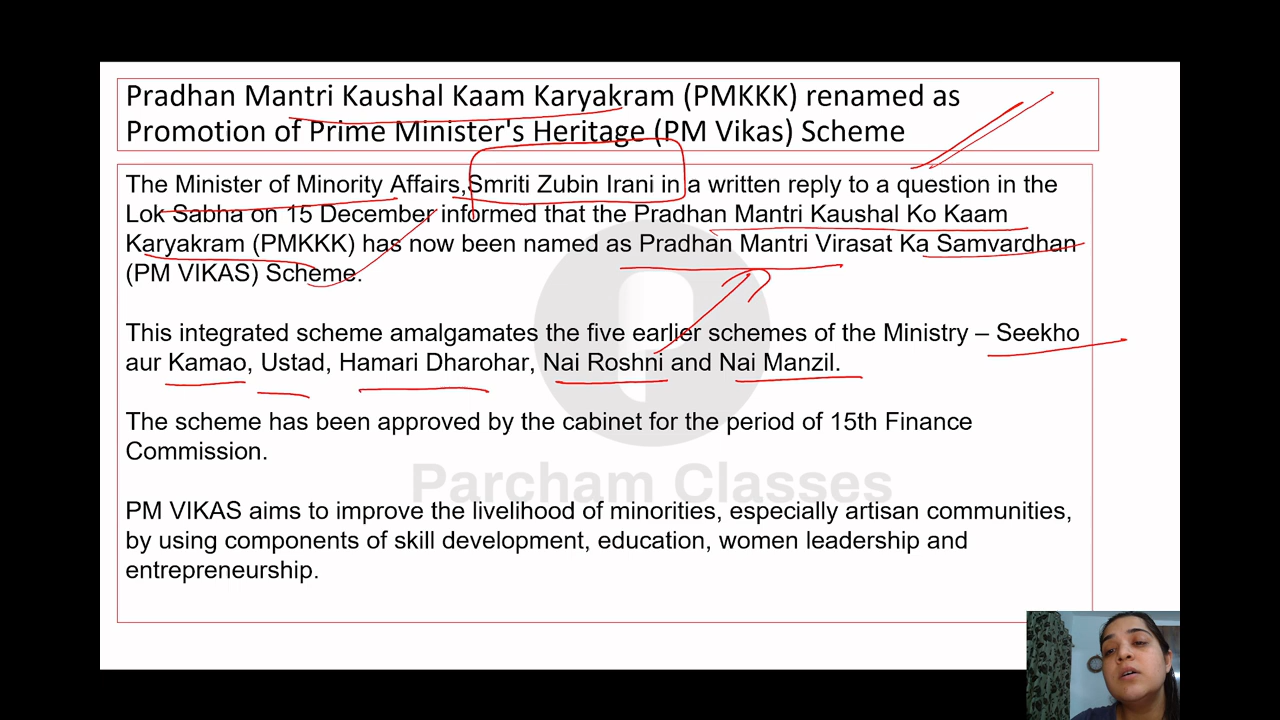 Pradhan Mantri Kaushal Kaam Karyakram (PMKKK) renamed as
Promotion of Prime Minister's Heritage (PM Vikas) Scheme
The Minister of Minority Affairs,Smriti Zubin Irani in a written reply to a question in the
Lok Sabha on 15 December informed that the Pradhan Mantri Kaushal Ko Kaam
Karyakram (PMKKK) has now been named as Pradhan Mantri Virasat Ka Samvardhan
(PM VIKAS) Scheme.
This integrated scheme amalgamates the five earlier schemes of the Ministry – Seekho
aur Kamao, Ustad, Hamari Dharohar, Nai Roshni and Nai Manzil.
The scheme has been approved by the cabinet for the period of 15th Finance
Commission.
Parcham Classes
PM VIKAS aims to improve the livelihood of minorities, especially artisan communities,
by using components of skill development, education, women leadership and
entrepreneurship.